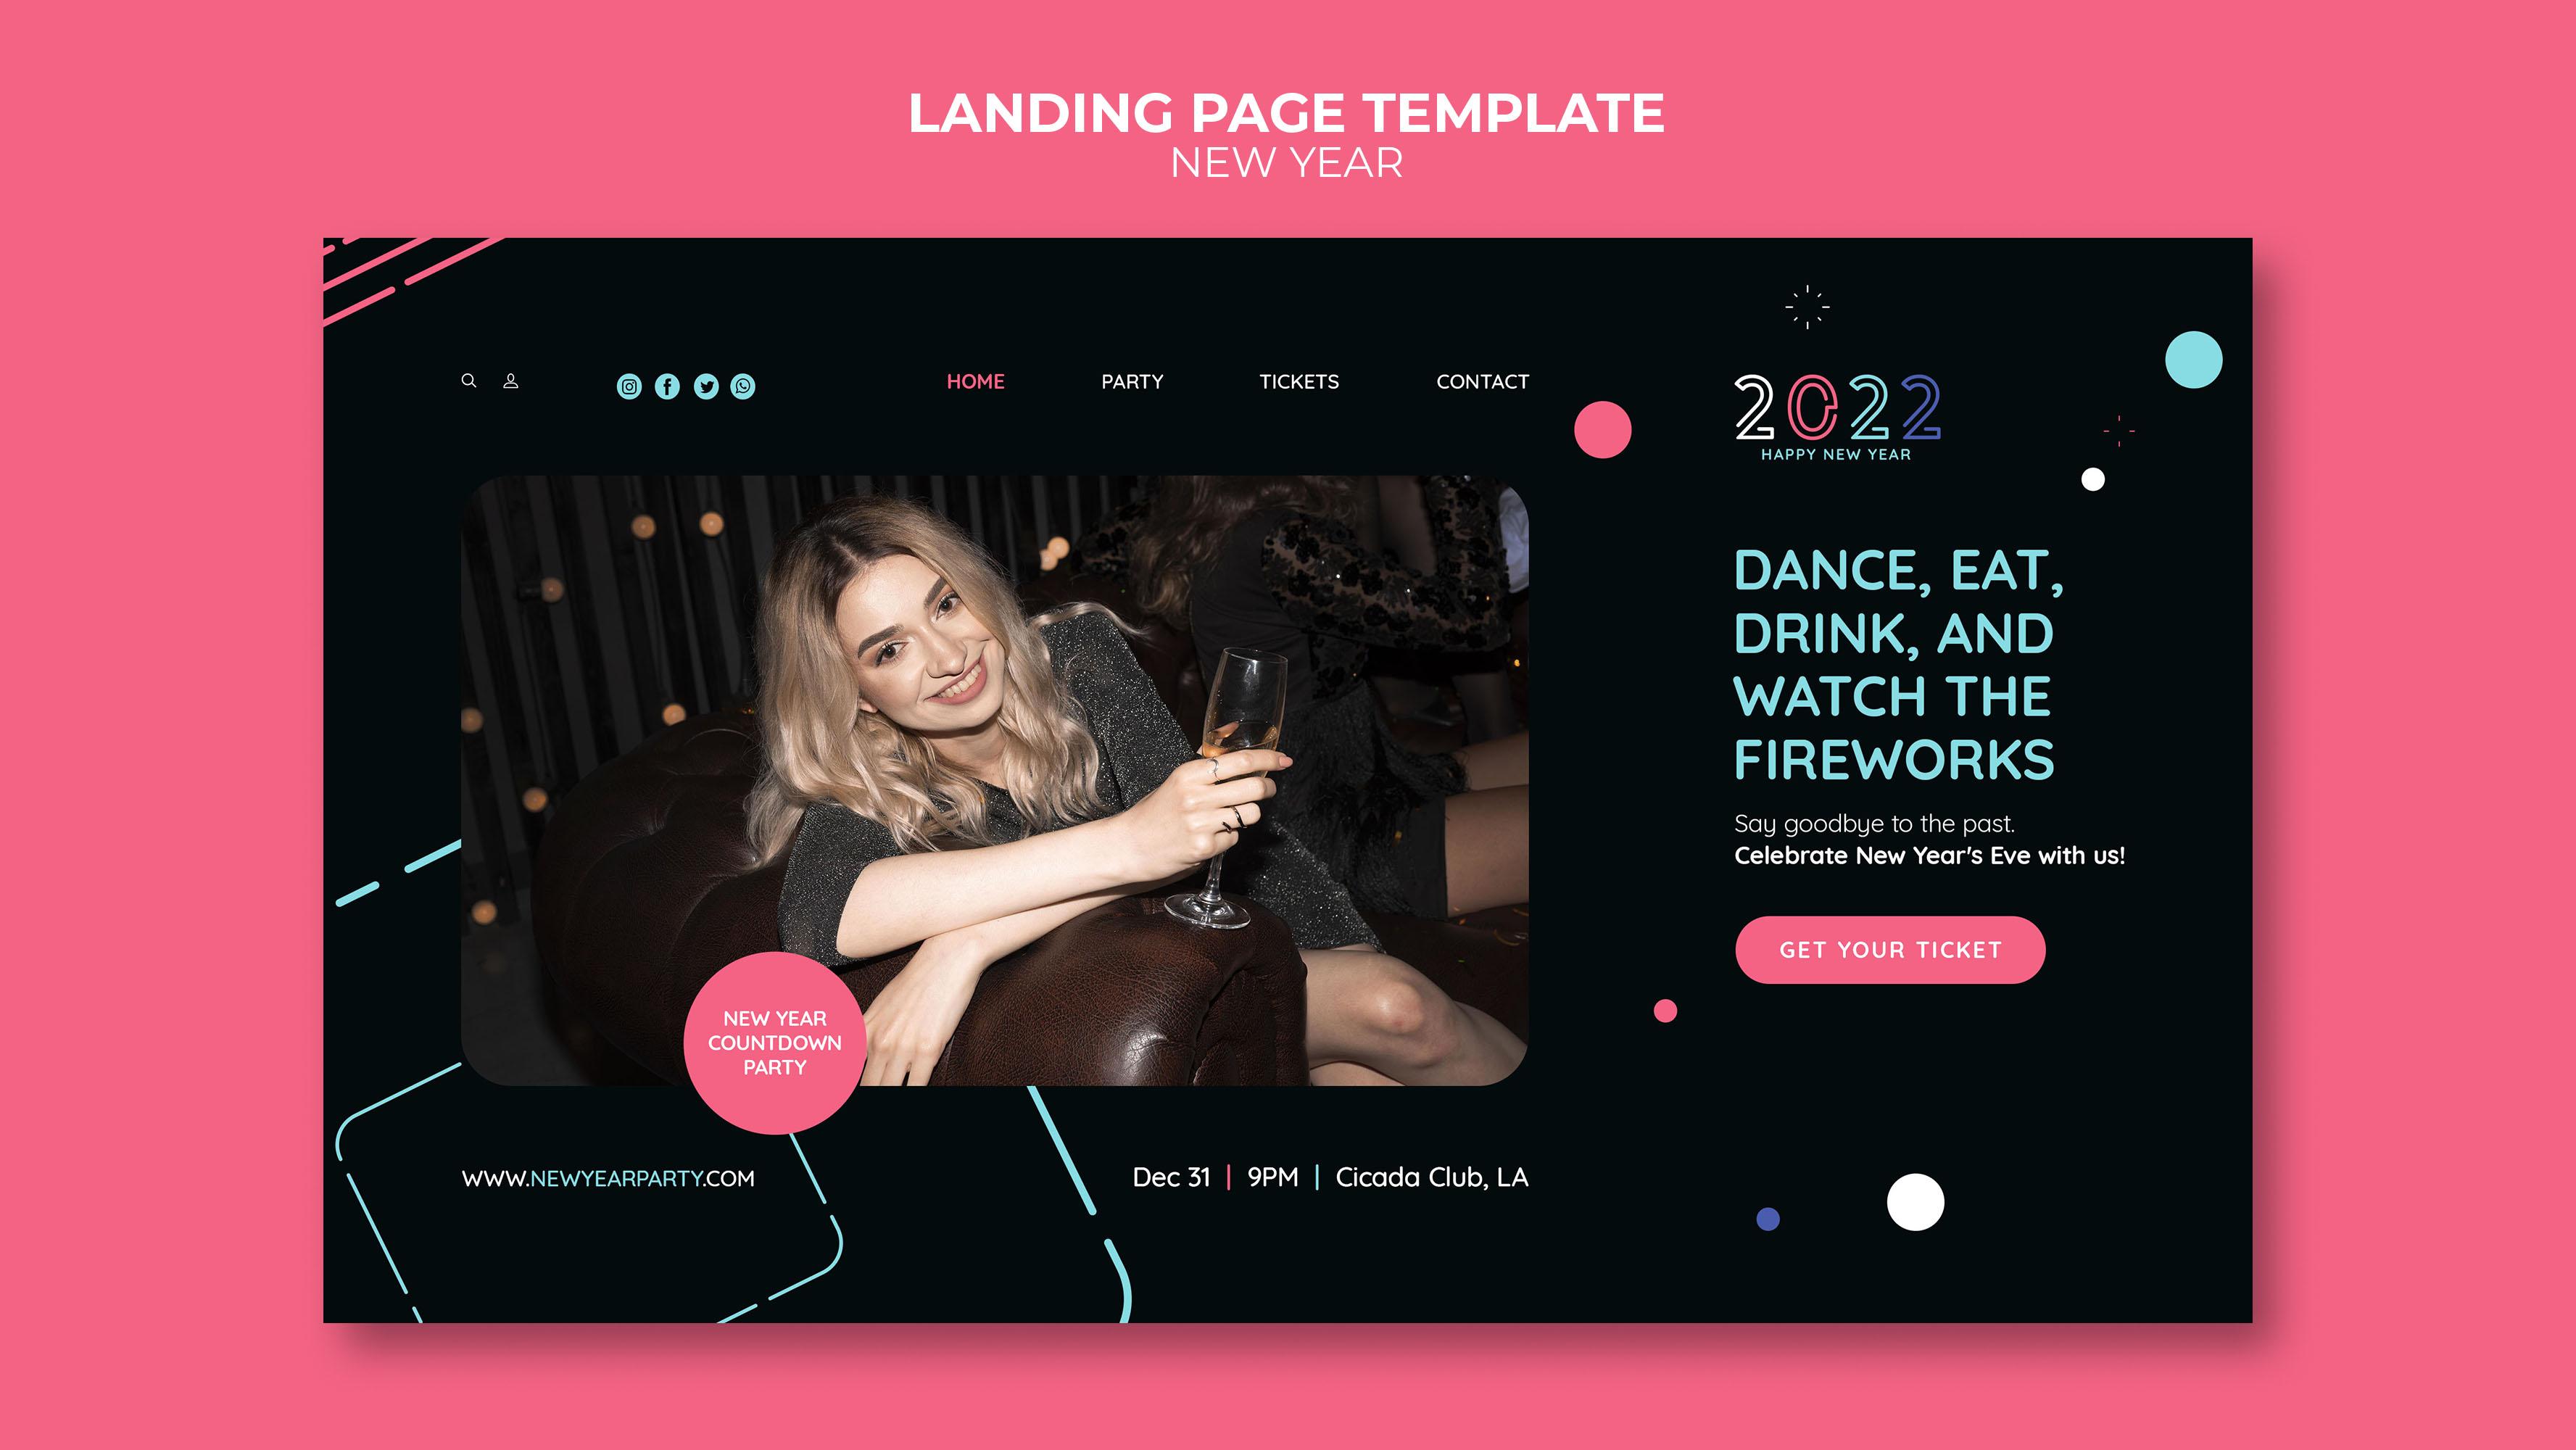 LANDING PAGE TEMPLATE
NEW YEAR
HOME PARTY TICKETS CONTACT
2022
HAPPY NEW YEAR
DANCE, EAT,
DRINK, AND
WATCH THE
FIREWORKS
Say goodbye to the past.
Celebrate New Year's Eve with us!
GET YOUR TICKET
NEW YEAR
COUNTDOWN
PARTY
WWW.NEWYEARPARTY.COM
Dec 31 | 9PM | Cicada Club, LA